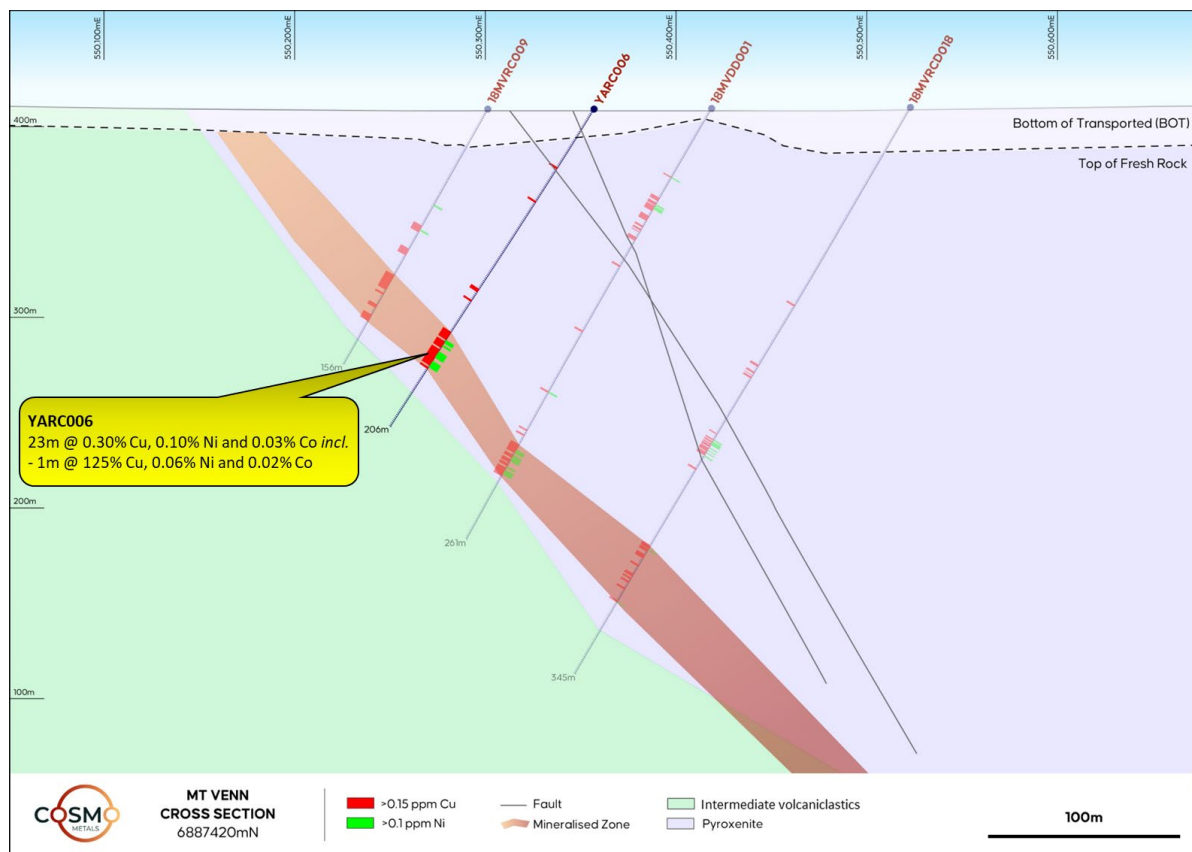 550.100mE
550.200mE
550.300mE
550.400mE
550.500mE
550.600mE
18MVRC009
YARC006
18MVDD001
18MVRCD018
400m
Bottom of Transported (BOT)
Top of Fresh Rock
300m
156m
YARC006
23m @ 0.30% Cu, 0.10% Ni and 0.03% Co incl.
- 1m @ 125% Cu, 0.06% Ni and 0.02% Co
206m
200m
261m
345m
100m
COSMO
METALS
MT VENN
CROSS SECTION
6887420mN
>0.15 ppm Cu
>0.1 ppm Ni
Fault
Mineralised Zone
Intermediate volcaniclastics
Pyroxenite
100m